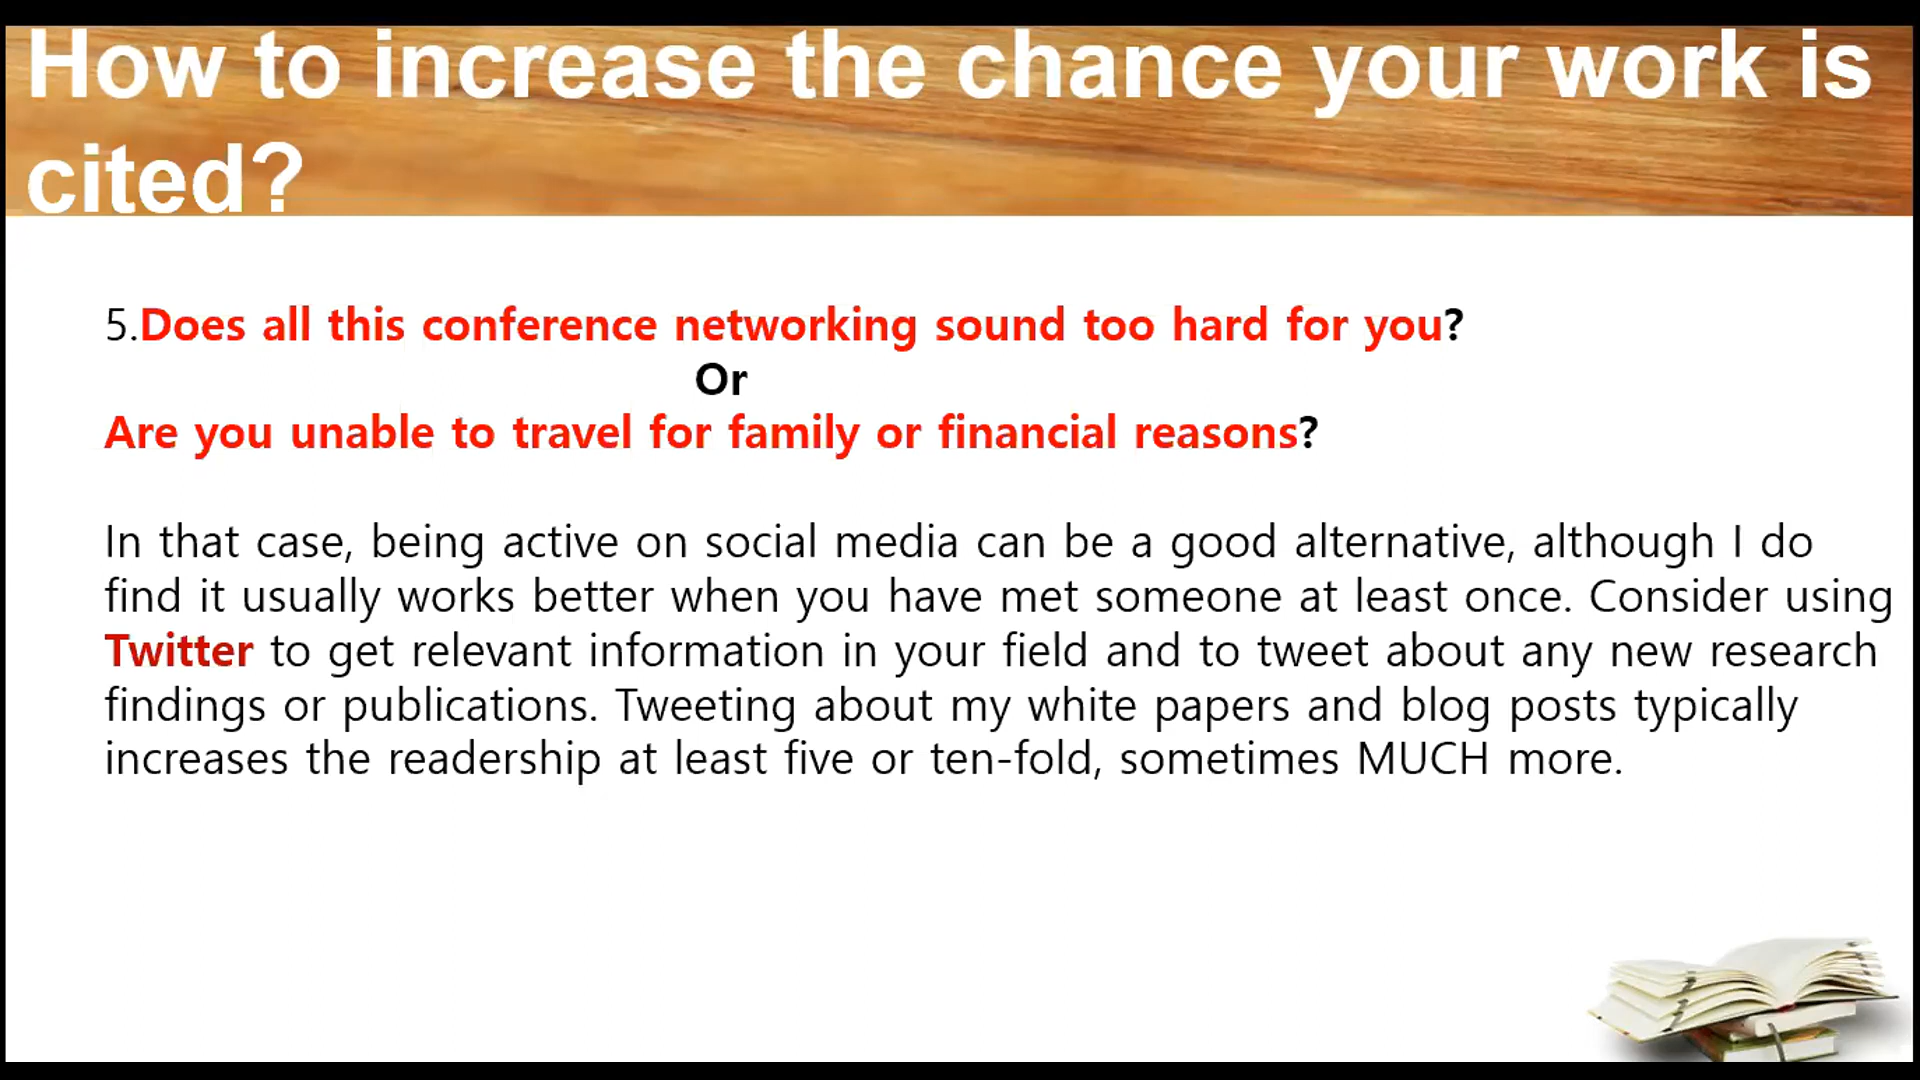 How to increase the chance your work is
cited?
5.Does all this conference networking sound too hard for you?
Or
Are you unable to travel for family or financial reasons?
In that case, being active on social media can be a good alternative, although I do
find it usually works better when you have met someone at least once. Consider using
Twitter to get relevant information in your field and to tweet about any new research
findings or publications. Tweeting about my white papers and blog posts typically
increases the readership at least five or ten-fold, sometimes MUCH more.